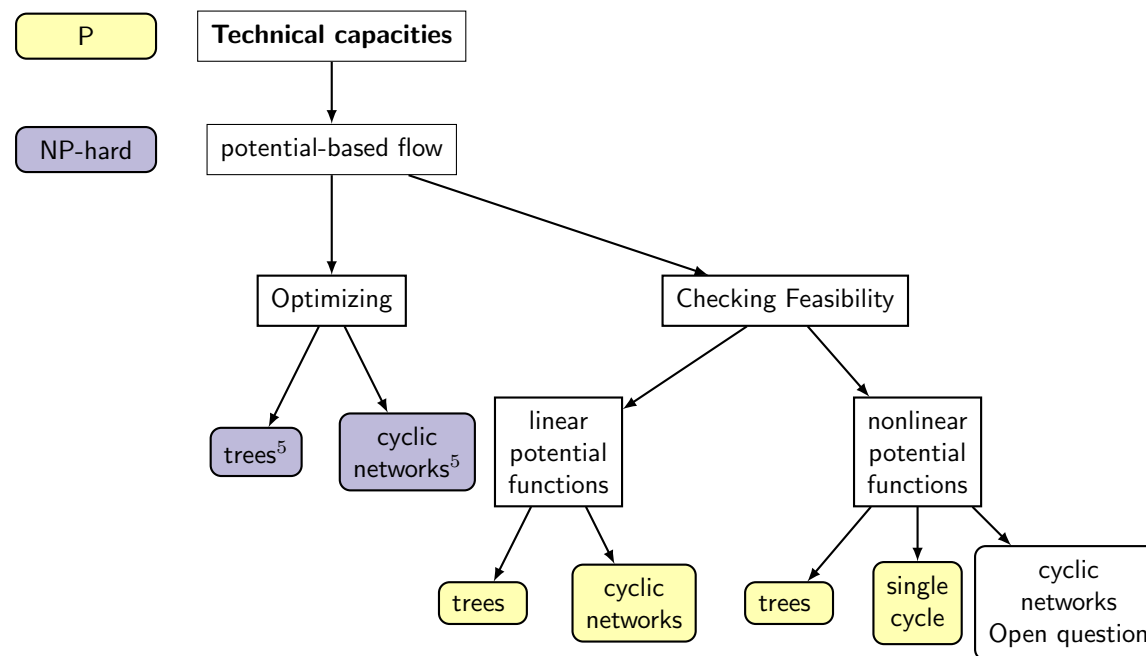 P
Technical capacities
NP-hard
potential-based flow
Optimizing
Checking Feasibility
trees⁵
cyclic
networks⁵
linear
potential
functions
nonlinear
potential
functions
trees
cyclic
networks
trees
single
cycle
cyclic
networks
Open question